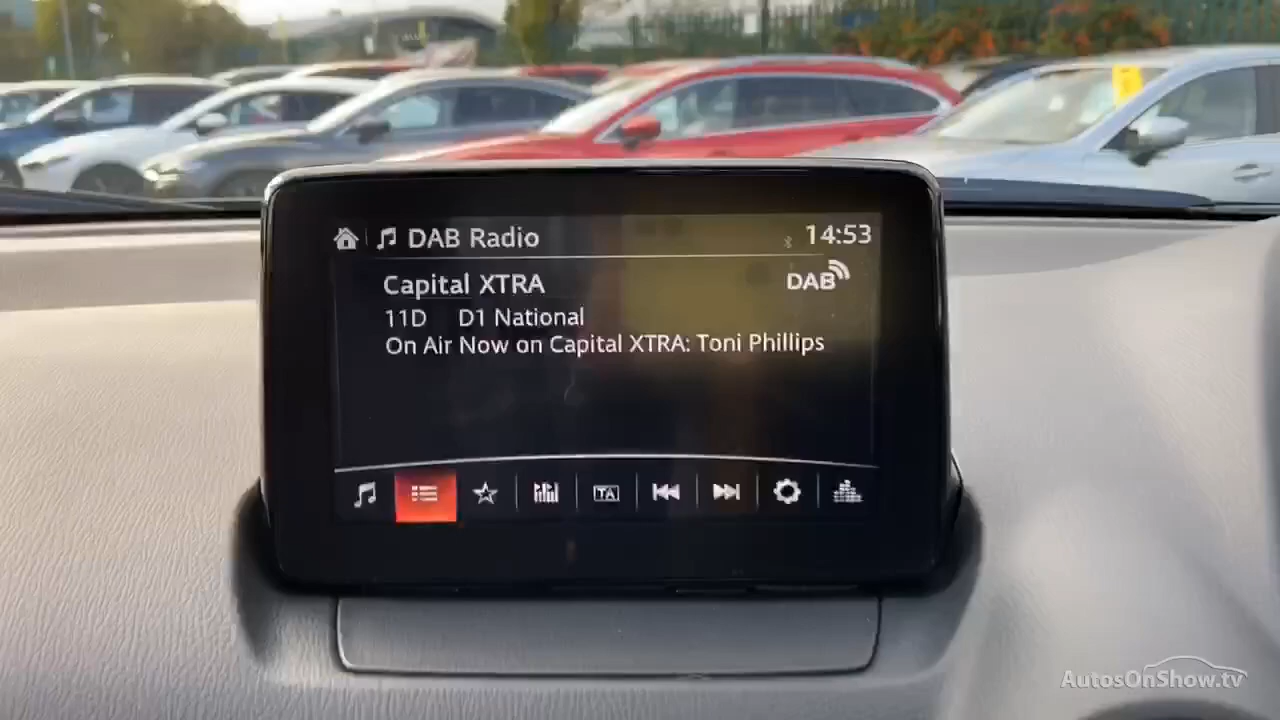 DAB Radio
14:53
Capital XTRA
DAB
11D D1 National
On Air Now on Capital XTRA: Toni Phillips
TA
AutosOnShow.tv